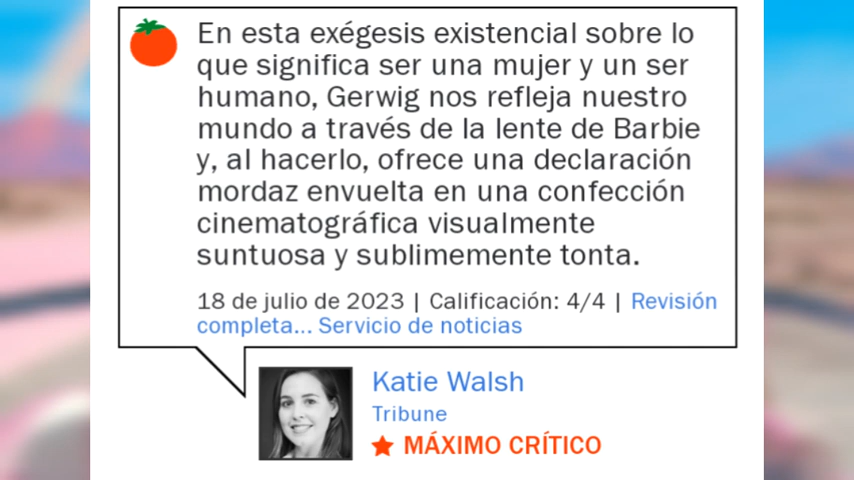 En esta exégesis existencial sobre lo
que significa ser una mujer y un ser
humano, Gerwig nos refleja nuestro
mundo a través de la lente de Barbie
y, al hacerlo, ofrece una declaración
mordaz envuelta en una confección
cinematográfica visualmente
suntuosa y sublimemente tonta.
18 de julio de 2023 | Calificación: 4/4 | Revisión
completa... Servicio de noticias
Katie Walsh
Tribune
MÁXIMO CRÍTICO